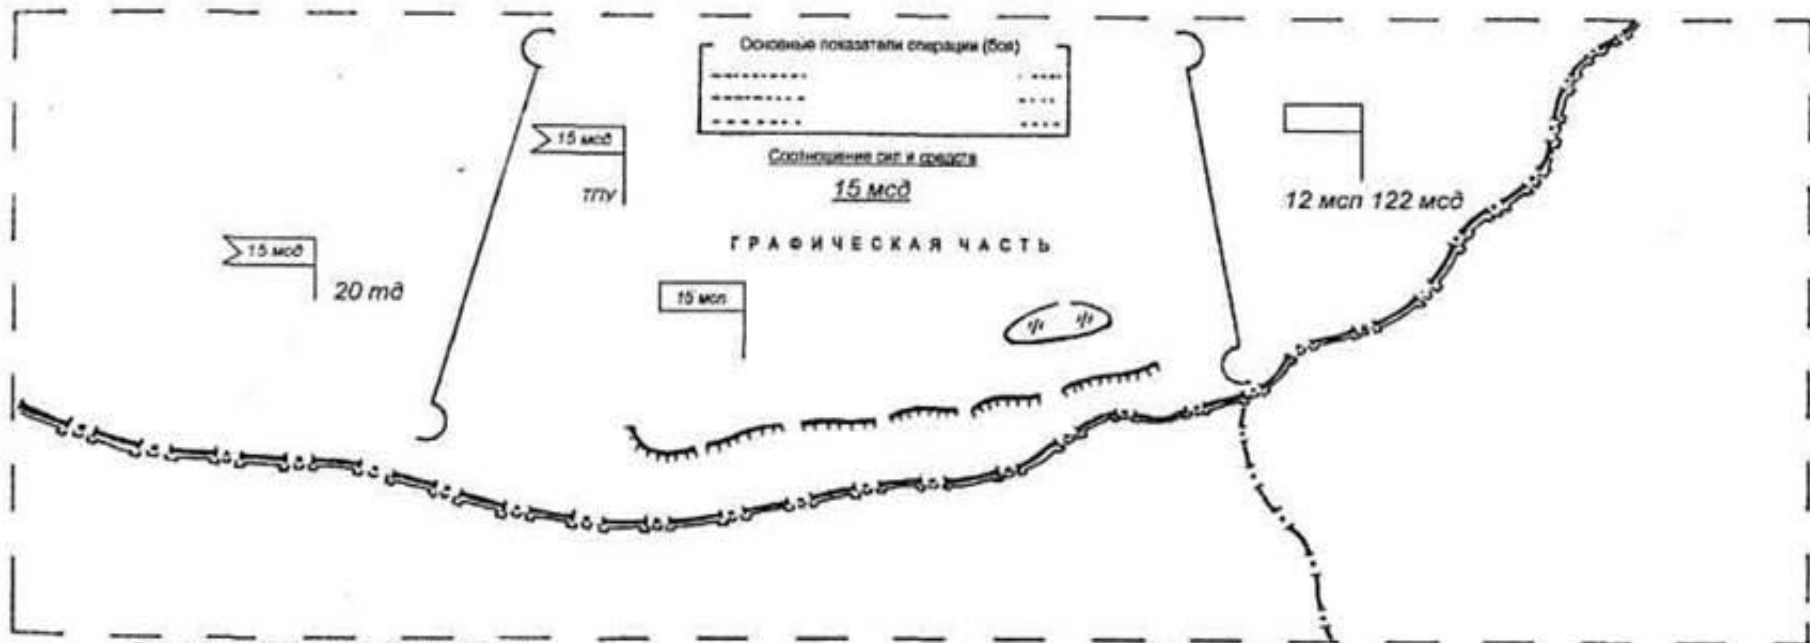 Основные показатели операции (боя)
15 мсд
ТПУ
Соотношение сил и средств
15 мсд
12 мсп 122 мсд
ГРАФИЧЕСКАЯ ЧАСТЬ
15 мсд
20 тд
15 мсп